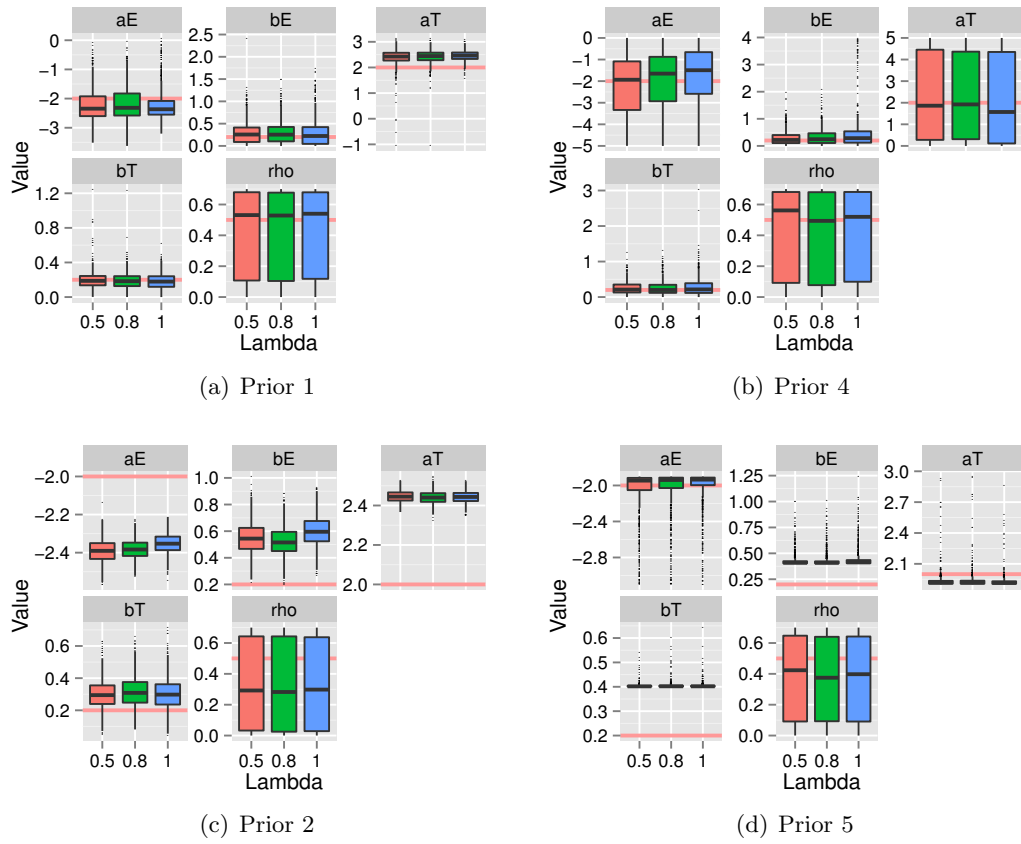 aE bE aT
0 −1 −2 −3
2.5 2.0 1.5 1.0 0.5 0.0
3 2 1 0 −1
bT rho
1.2 0.8 0.4 0.0
0.6 0.4 0.2 0.0
Value
0.5 0.8 1 0.5 0.8 1
Lambda
(a) Prior 1
aE bE aT
0 −1 −2 −3 −4 −5
4 3 2 1 0
5 4 3 2 1 0
bT rho
3 2 1 0
0.6 0.4 0.2 0.0
Value
0.5 0.8 1 0.5 0.8 1
Lambda
(b) Prior 4
aE bE aT
−2.0 −2.2 −2.4
1.0 0.8 0.6 0.4 0.2
2.4 2.2 2.0
bT rho
0.6 0.4 0.2
0.6 0.4 0.2 0.0
Value
0.5 0.8 1 0.5 0.8 1
Lambda
(c) Prior 2
aE bE aT
−2.0 −2.4 −2.8
1.25 1.00 0.75 0.50 0.25
3.0 2.7 2.4 2.1
bT rho
0.6 0.5 0.4 0.3 0.2
0.6 0.4 0.2 0.0
Value
0.5 0.8 1 0.5 0.8 1
Lambda
(d) Prior 5